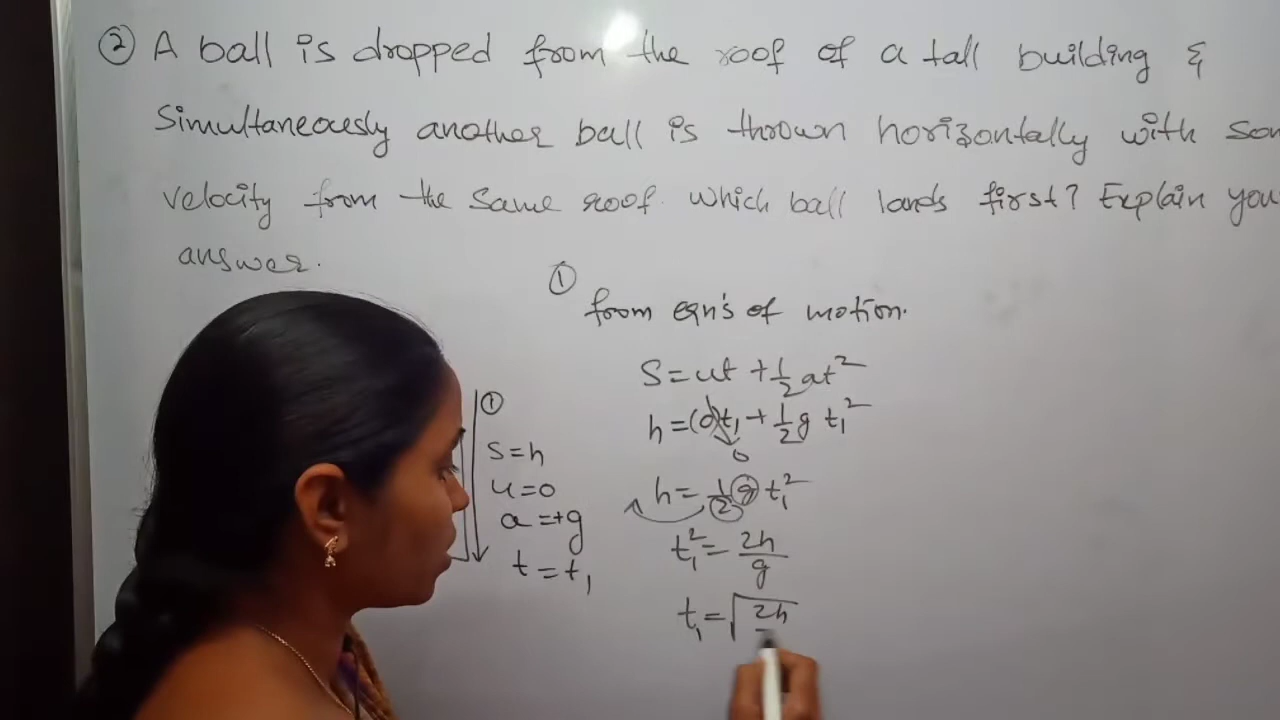 ② A ball is dropped from the roof of a tall building &
Simultaneously another ball is thrown horizontally with
velocity from the same roof. Which ball lands first? Explain
answer.
①
from eqn's of motion.
S = ut + 1/2 at²
h = (0)t₁ + 1/2 g t₁²
0
h = 1/2 g t₁²
t₁² = 2h/g
t₁ = √2h
①
S = h
u = 0
a = +g
t = t₁